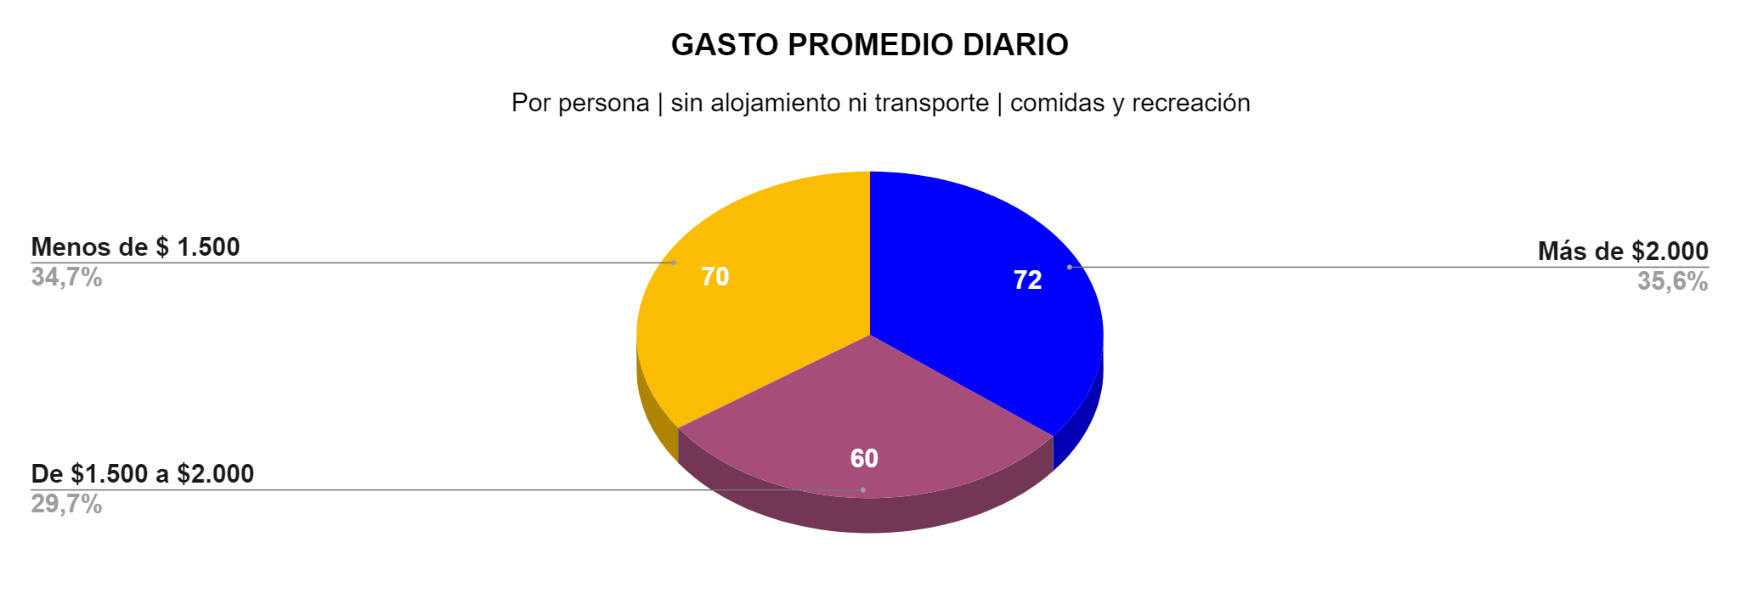 GASTO PROMEDIO DIARIO
Por persona | sin alojamiento ni transporte | comidas y recreación
Menos de $ 1.500
34,7%
70
72
Más de $2.000
35,6%
60
De $1.500 a $2.000
29,7%